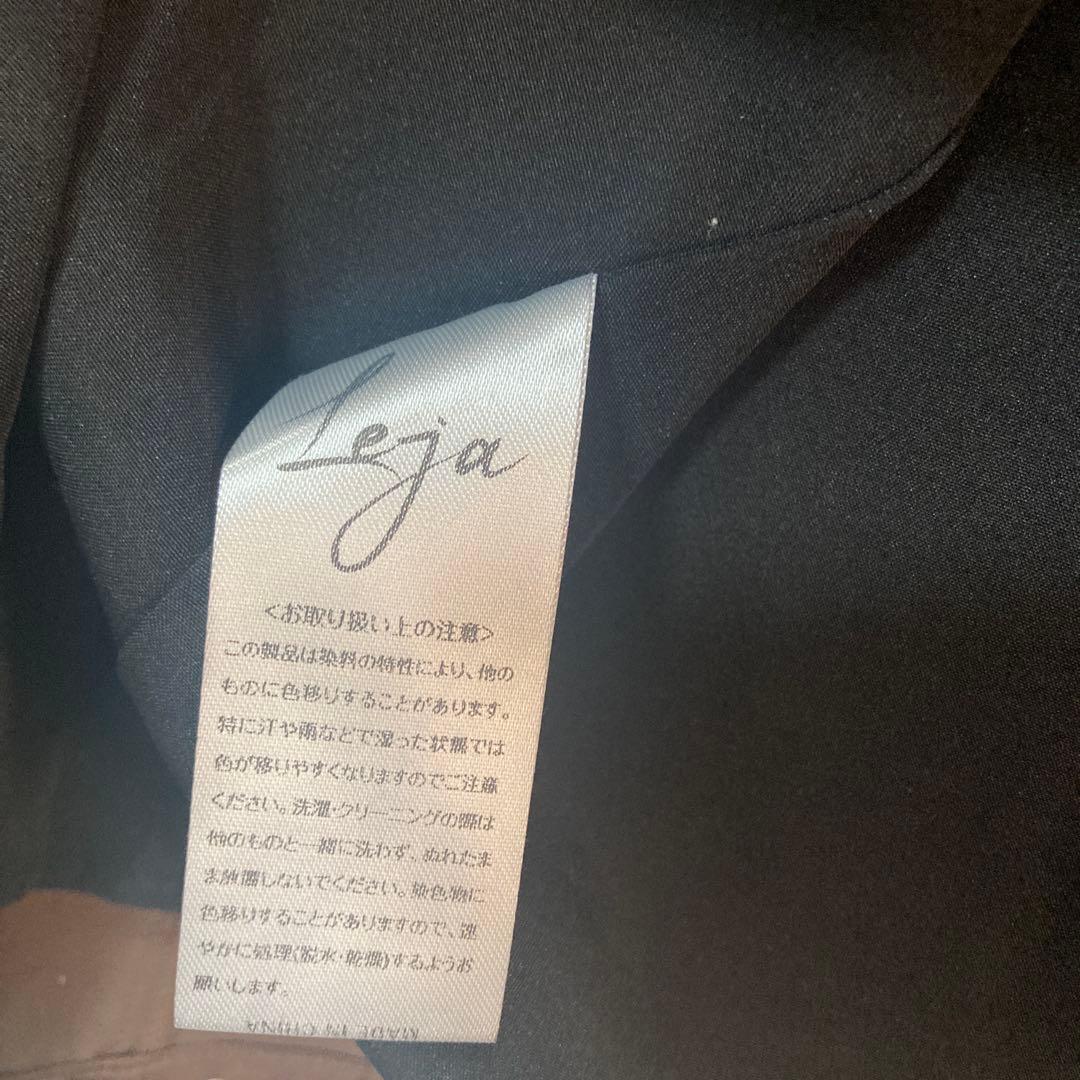 Leja
<お取り扱い上の注意>
この製品は染料の特性により、他の
ものに色移りすることがあります。
特に汗や雨などで湿った状態では
色が移りやすくなりますのでご注意
ください。洗濯・クリーニングの際は
他のものと一緒に洗わず、ぬれたま
ま放置しないでください。染色物に
色移りすることがありますので、速
やかに処理(脱水・乾燥)するようお
願いします。
MADE IN CHINA